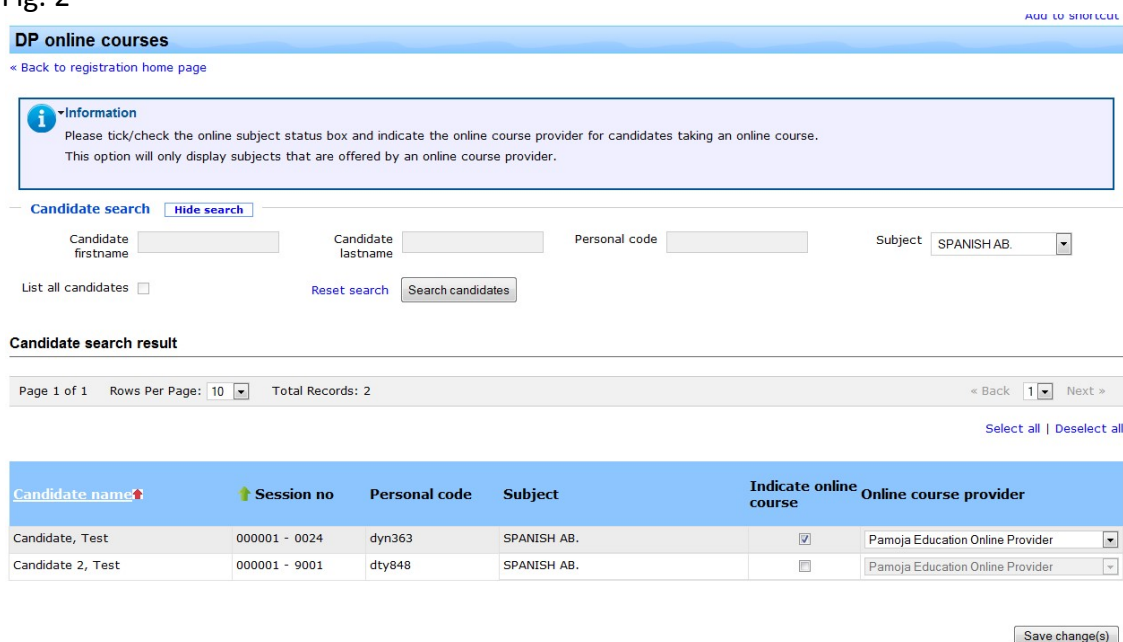 Fig. 2
Add to shortcut
DP online courses
« Back to registration home page
Information
Please tick/check the online subject status box and indicate the online course provider for candidates taking an online course.
This option will only display subjects that are offered by an online course provider.
Candidate search Hide search
Candidate firstname Candidate lastname Personal code Subject SPANISH AB.
List all candidates Reset search Search candidates
Candidate search result
Page 1 of 1 Rows Per Page: 10 Total Records: 2 « Back 1 Next »
Select all | Deselect all
Candidate name Session no Personal code Subject Indicate online course Online course provider
Candidate, Test 000001 - 0024 dyn363 SPANISH AB. Pamoja Education Online Provider
Candidate 2, Test 000001 - 9001 dty848 SPANISH AB. Pamoja Education Online Provider
Save change(s)